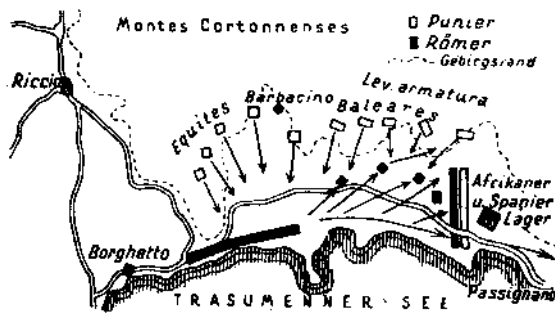 Montes Cortonnenses
Punier
Römer
Gebirgsrand
Riccio
Equites
Barbacino
Baleares
Lev. armatura
Afrikaner
u. Spanier
Lager
Borghetto
Passignano
TRASUMENNER-SEE